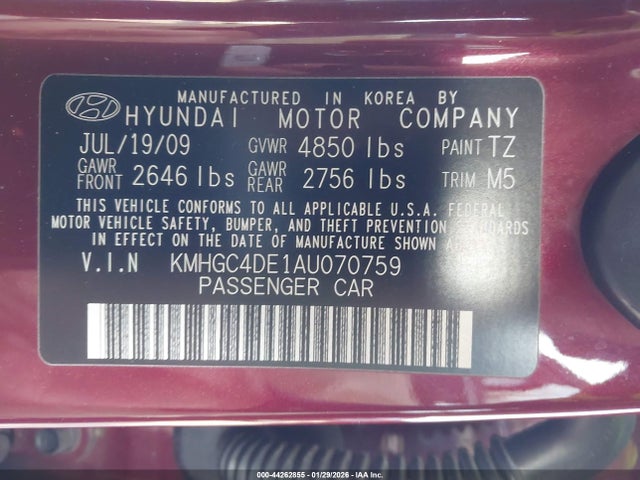 MANUFACTURED IN KOREA BY
HYUNDAI MOTOR COMPANY
JUL/19/09 GVWR 4850 lbs PAINT TZ
GAWR FRONT 2646 lbs GAWR REAR 2756 lbs TRIM M5
THIS VEHICLE CONFORMS TO ALL APPLICABLE U.S.A. FEDERAL
MOTOR VEHICLE SAFETY, BUMPER, AND THEFT PREVENTION STANDARDS
IN EFFECT ON THE DATE OF MANUFACTURE SHOWN
V.I.N KMHGC4DE1AU070759
PASSENGER CAR
000-44262855 - 01/29/2026 - IAA Inc.